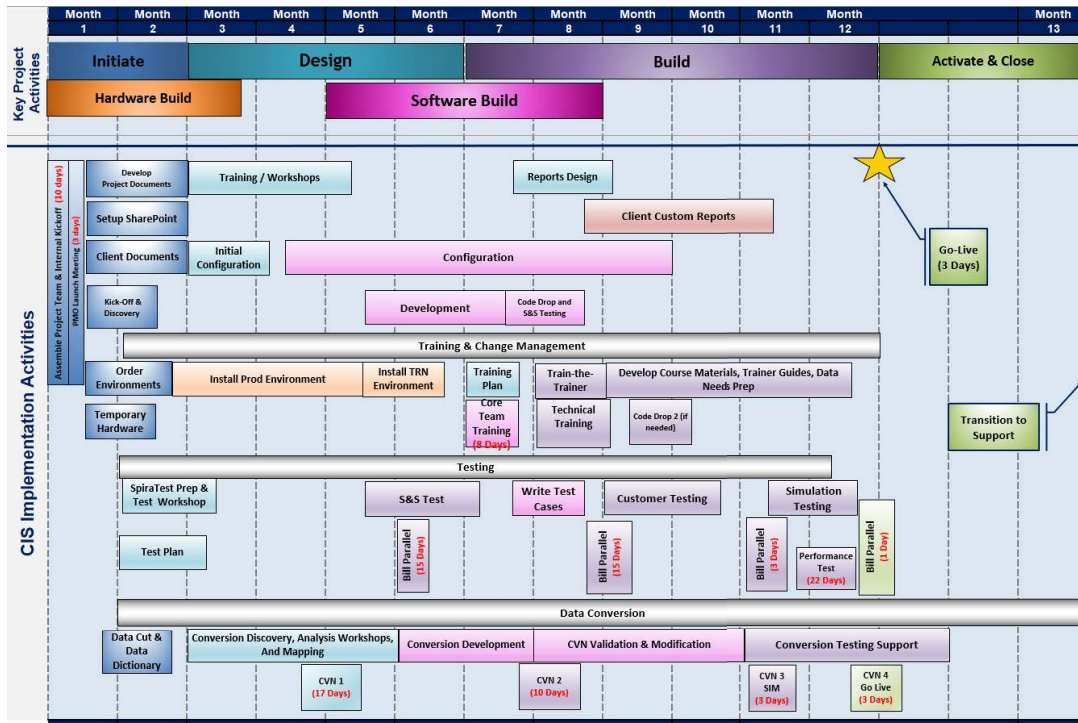 Month Month Month Month Month Month Month Month Month Month Month Month Month
1 2 3 4 5 6 7 8 9 10 11 12 13
Key Project
Activities
Initiate
Design
Build
Activate & Close
Hardware Build
Software Build
CIS Implementation Activities
Assemble Project Team & Internal Kickoff (10 days)
PMO Launch Meeting (3 days)
Develop
Project Documents
Training / Workshops
Reports Design
Setup SharePoint
Client Custom Reports
Client Documents
Initial
Configuration
Configuration
Go-Live
(3 Days)
Kick-Off &
Discovery
Development
Code Drop and
S&S Testing
Training & Change Management
Order
Environments
Install Prod Environment
Install TRN
Environment
Training
Plan
Train-the-
Trainer
Develop Course Materials, Trainer Guides, Data
Needs Prep
Temporary
Hardware
Core
Team
Training
(8 Days)
Technical
Training
Code Drop 2 (if
needed)
Transition to
Support
Testing
SpiraTest Prep &
Test Workshop
S&S Test
Write Test
Cases
Customer Testing
Simulation
Testing
Test Plan
Bill Parallel
(15 Days)
Bill Parallel
(15 Days)
Bill Parallel
(3 Days)
Performance
Test
(22 Days)
Bill Parallel
(1 Day)
Data Conversion
Data Cut &
Data
Dictionary
Conversion Discovery, Analysis Workshops,
And Mapping
Conversion Development
CVN Validation & Modification
Conversion Testing Support
CVN 1
(17 Days)
CVN 2
(10 Days)
CVN 3
SIM
(3 Days)
CVN 4
Go Live
(3 Days)